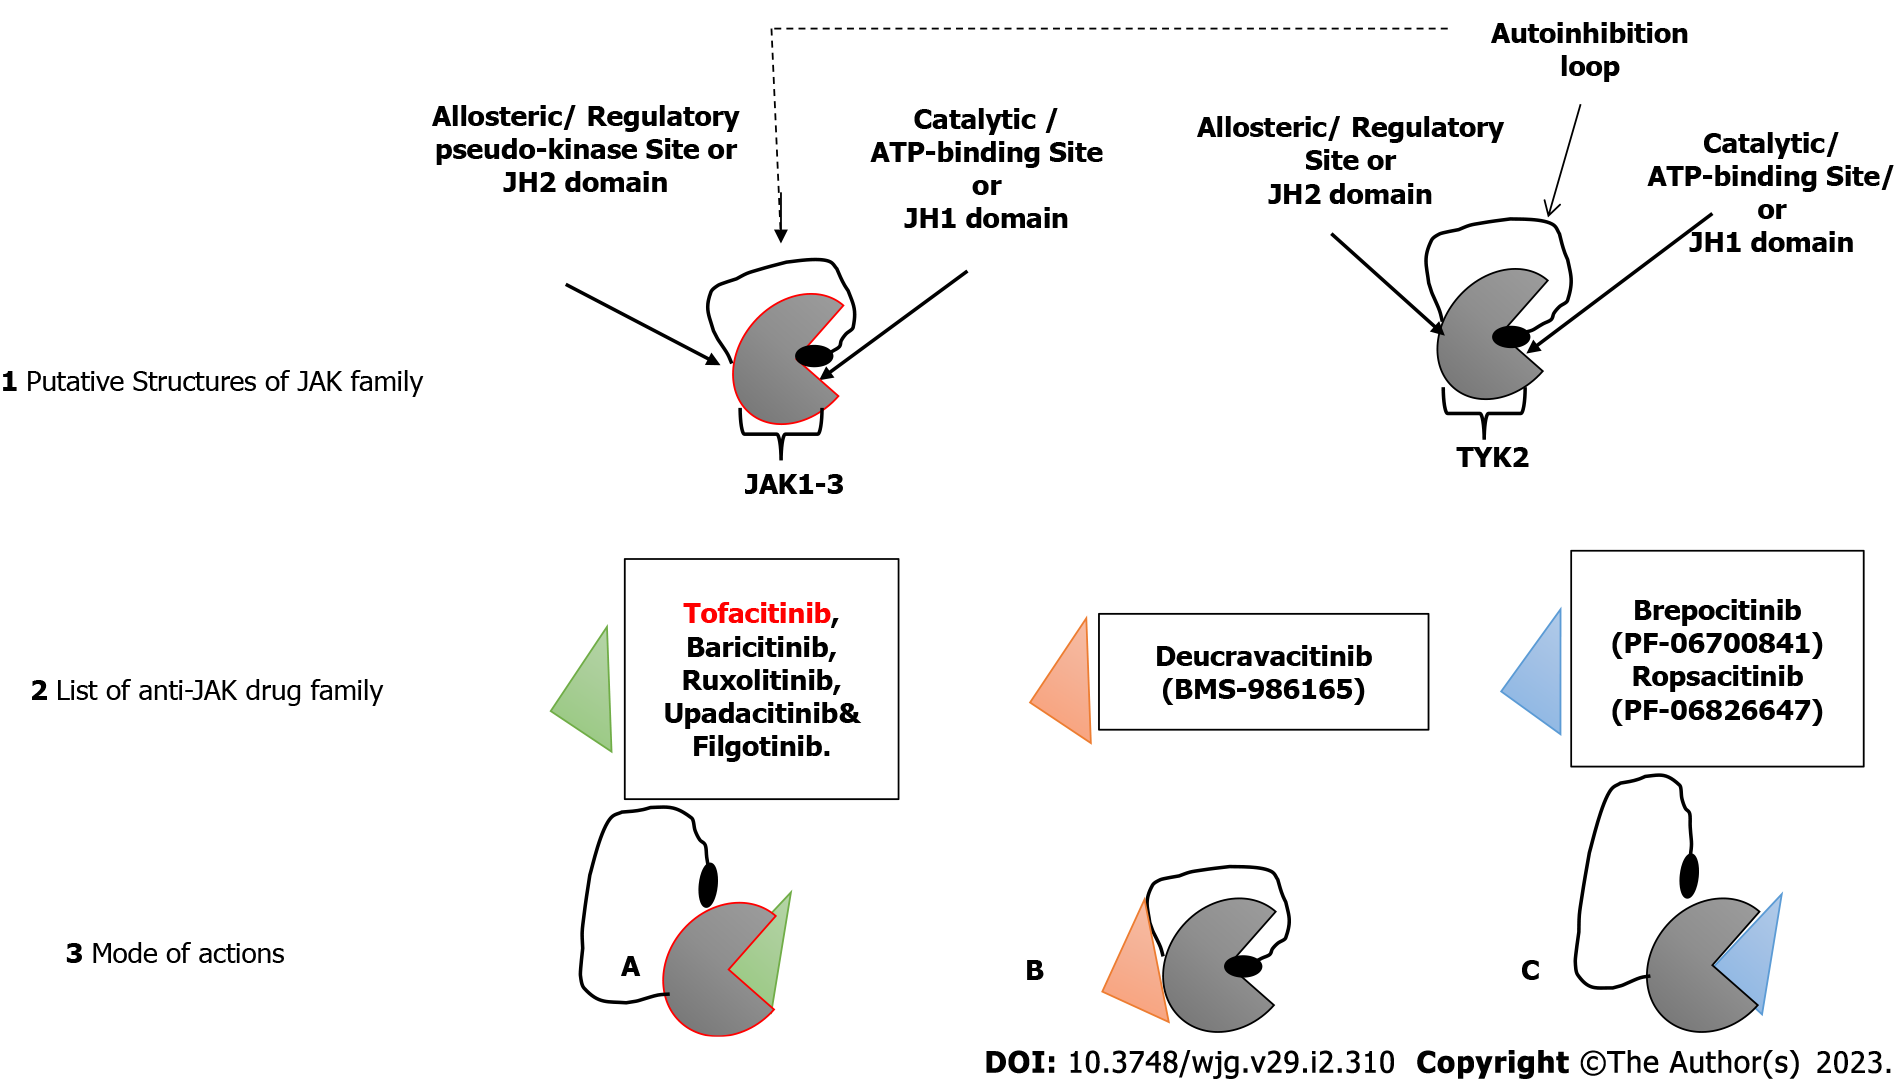 Autoinhibition
loop
Allosteric/ Regulatory
pseudo-kinase Site or
JH2 domain
Catalytic /
ATP-binding Site
or
JH1 domain
Allosteric/ Regulatory
Site or
JH2 domain
Catalytic/
ATP-binding Site/
or
JH1 domain
1 Putative Structures of JAK family
JAK1-3
TYK2
2 List of anti-JAK drug family
Tofacitinib,
Baricitinib,
Ruxolitinib,
Upadacitinib&
Filgotinib.
Deucravacitinib
(BMS-986165)
Brepocitinib
(PF-06700841)
Ropsacitinib
(PF-06826647)
3 Mode of actions
A
B
C
DOI: 10.3748/wjg.v29.i2.310 Copyright ©The Author(s) 2023.